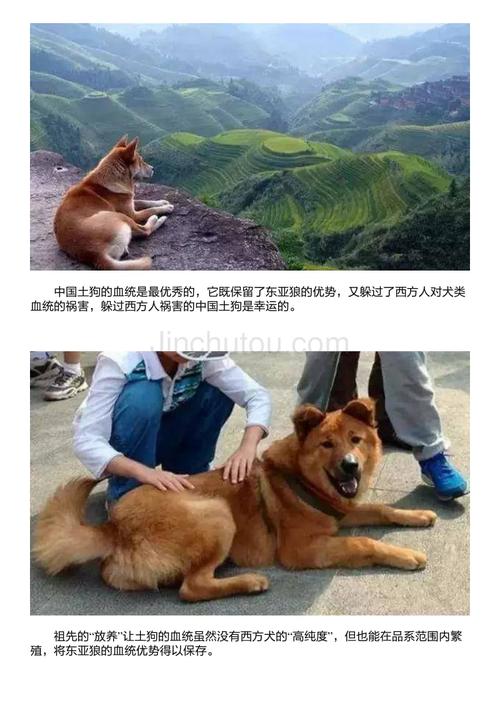 中国土狗的血统是最优秀的，它既保留了东亚狼的优势，又躲过了西方人对犬类
血统的祸害，躲过西方人祸害的中国土狗是幸运的。
Jinchutou.com
祖先的“放养”让土狗的血统虽然没有西方犬的“高纯度”，但也能在品系范围内繁
殖，将东亚狼的血统优势得以保存。